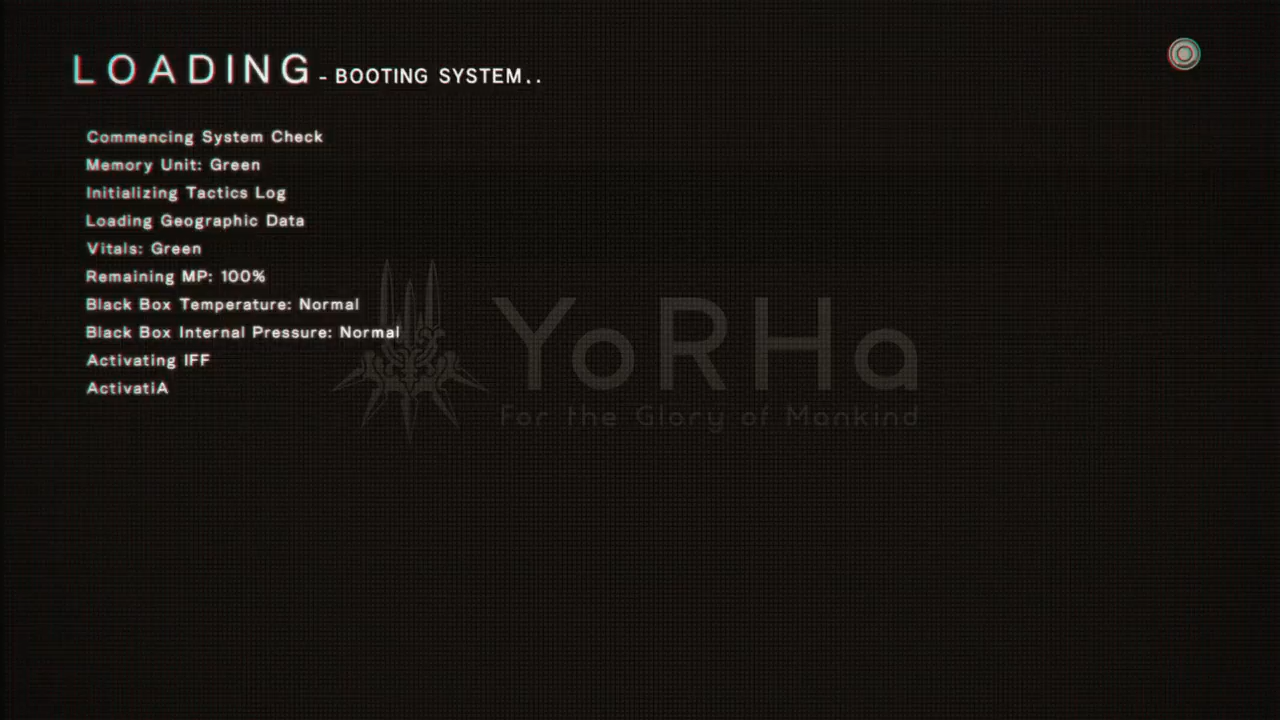 LOADING - BOOTING SYSTEM..
Commencing System Check
Memory Unit: Green
Initializing Tactics Log
Loading Geographic Data
Vitals: Green
Remaining MP: 100%
Black Box Temperature: Normal
Black Box Internal Pressure: Normal
Activating IFF
ActivatiA
YoRHa
For the Glory of Mankind